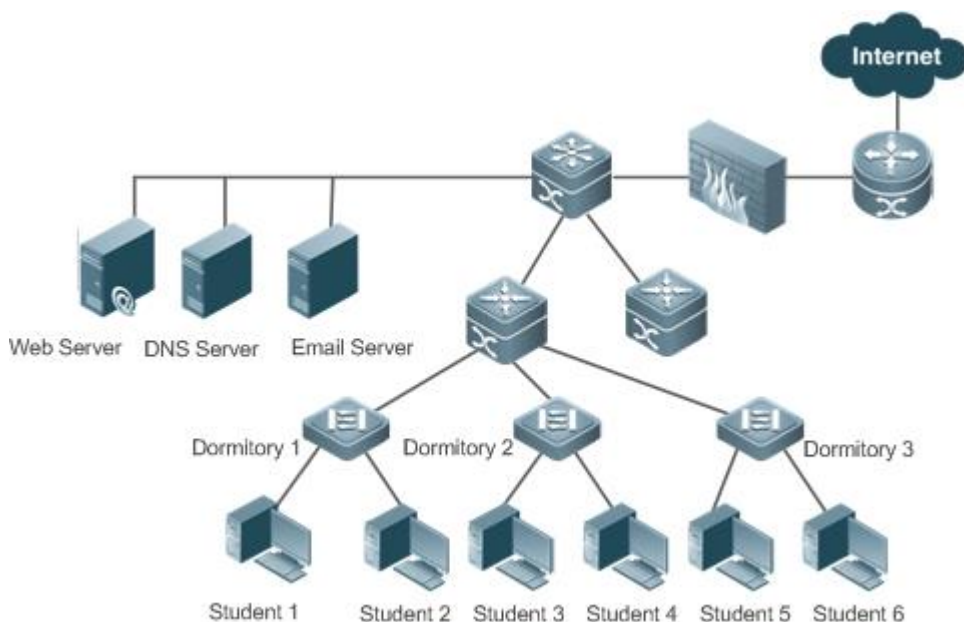 Internet
Web Server
DNS Server
Email Server
Dormitory 1
Dormitory 2
Dormitory 3
Student 1
Student 2
Student 3
Student 4
Student 5
Student 6